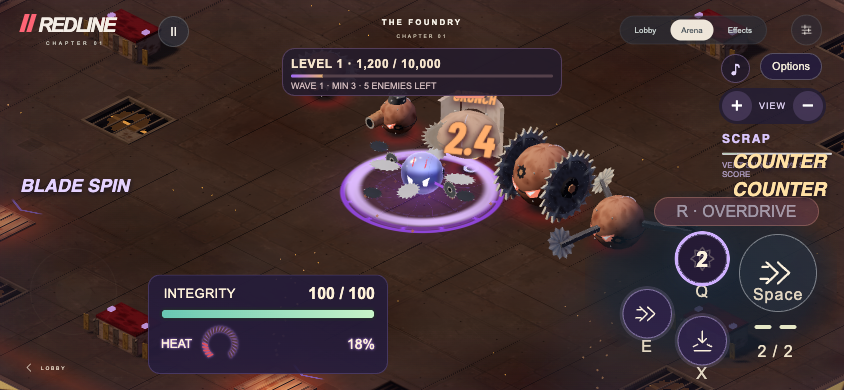 REDLINE
CHAPTER 01
THE FOUNDRY
CHAPTER 01
Lobby
Arena
Effects
LEVEL 1 · 1,200 / 10,000
WAVE 1 · MIN 3 · 5 ENEMIES LEFT
Options
+ VIEW −
CRUNCH
2.4
SCRAP
COUNTER
SCORE
COUNTER
BLADE SPIN
R · OVERDRIVE
2
Q
Space
E
X
2 / 2
INTEGRITY
100 / 100
HEAT
18%
LOBBY